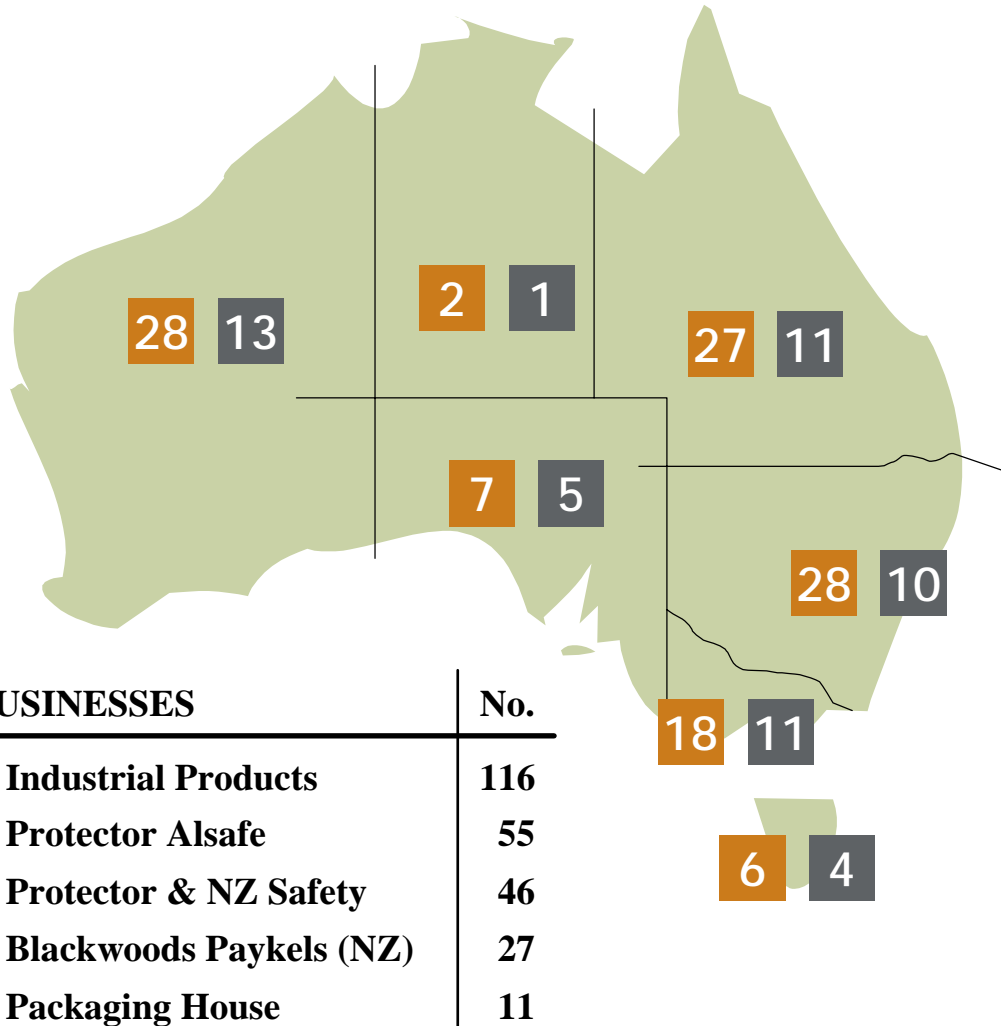 2 1
28 13
27 11
7 5
28 10
USINESSES No.
18 11
Industrial Products 116
Protector Alsafe 55
6 4
Protector & NZ Safety 46
Blackwoods Paykels (NZ) 27
Packaging House 11